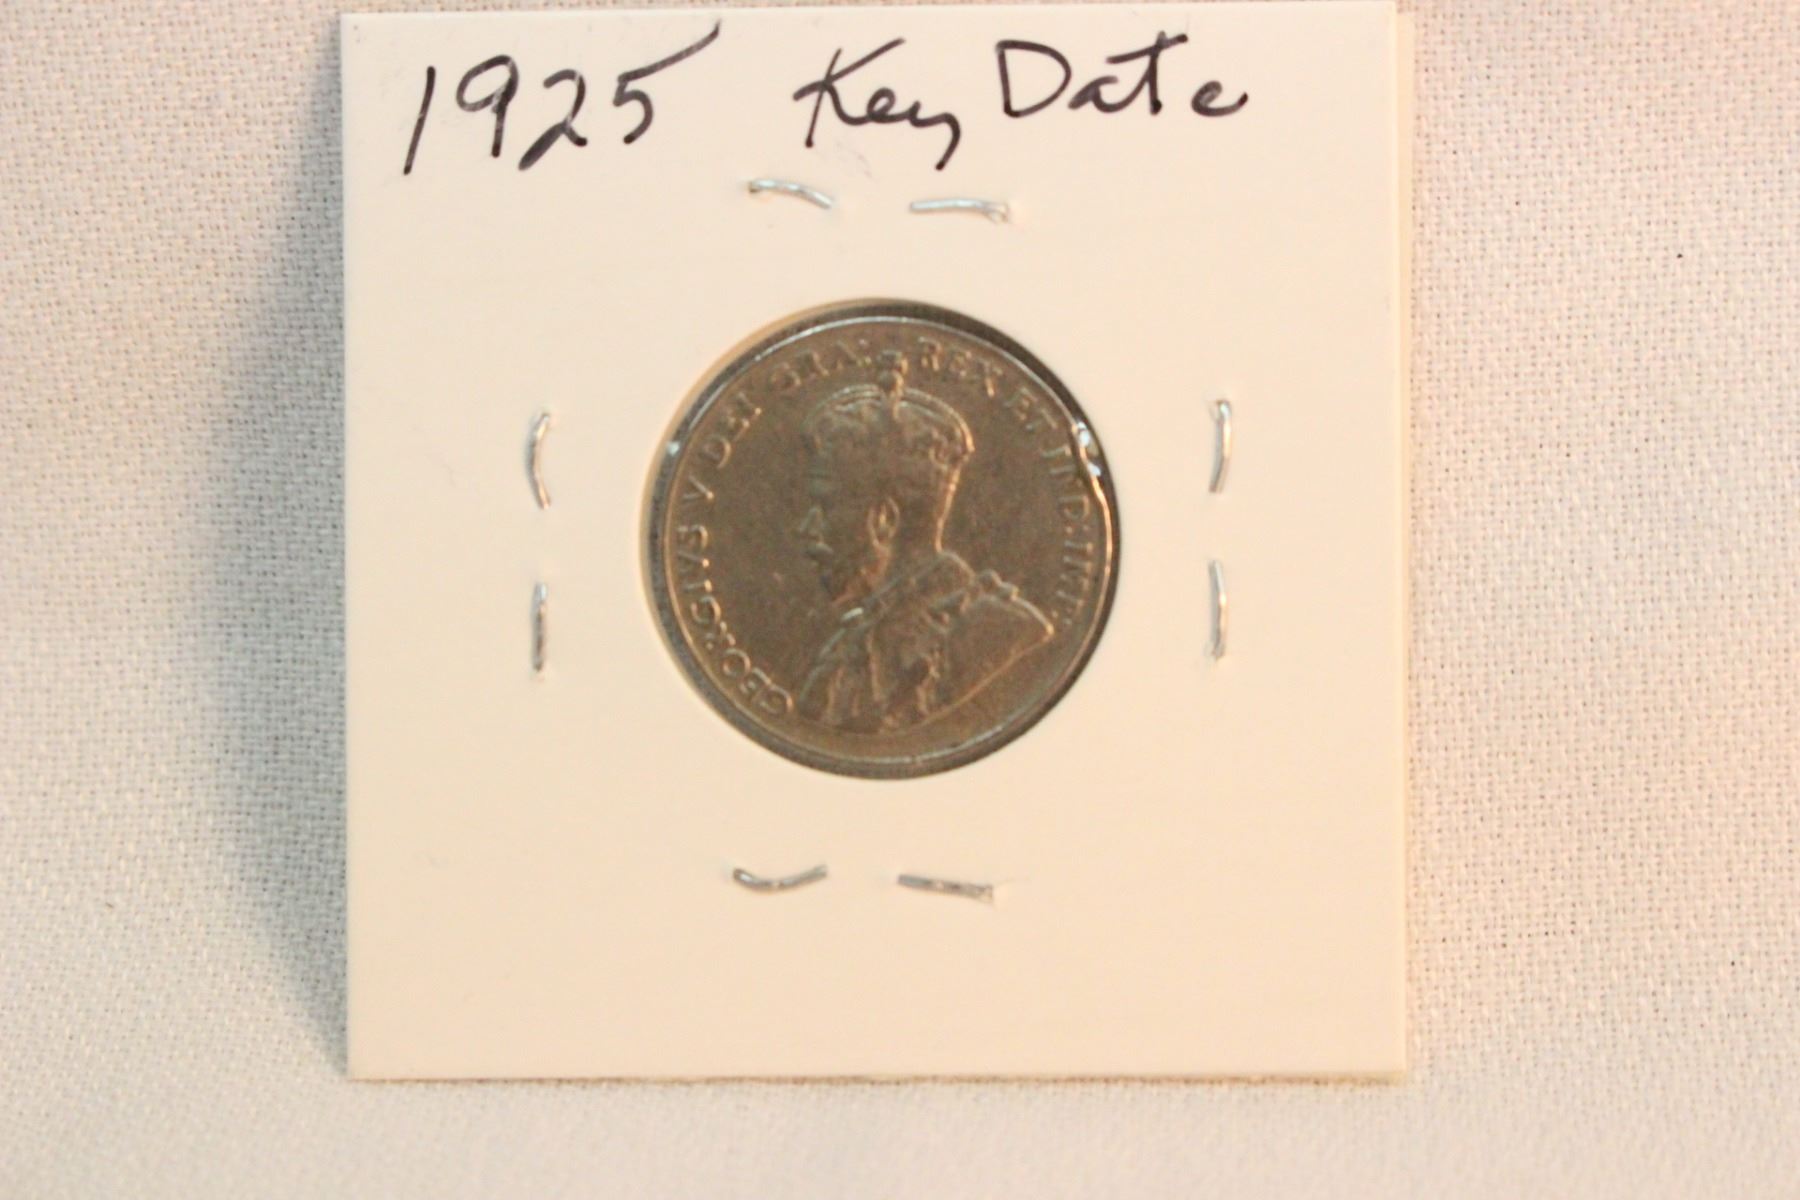 1925 Key Date
GEORGIVS V DEI GRA: REX ET IND: IMP: